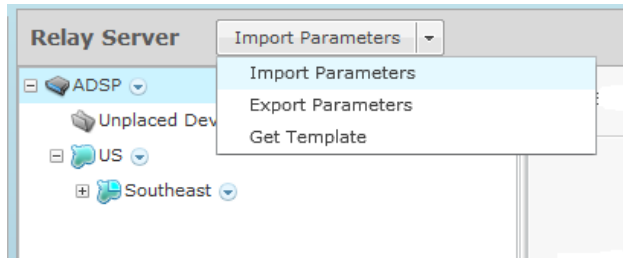 Relay Server
Import Parameters
Import Parameters
ADSP
Export Parameters
Unplaced Dev
Get Template
US
Southeast